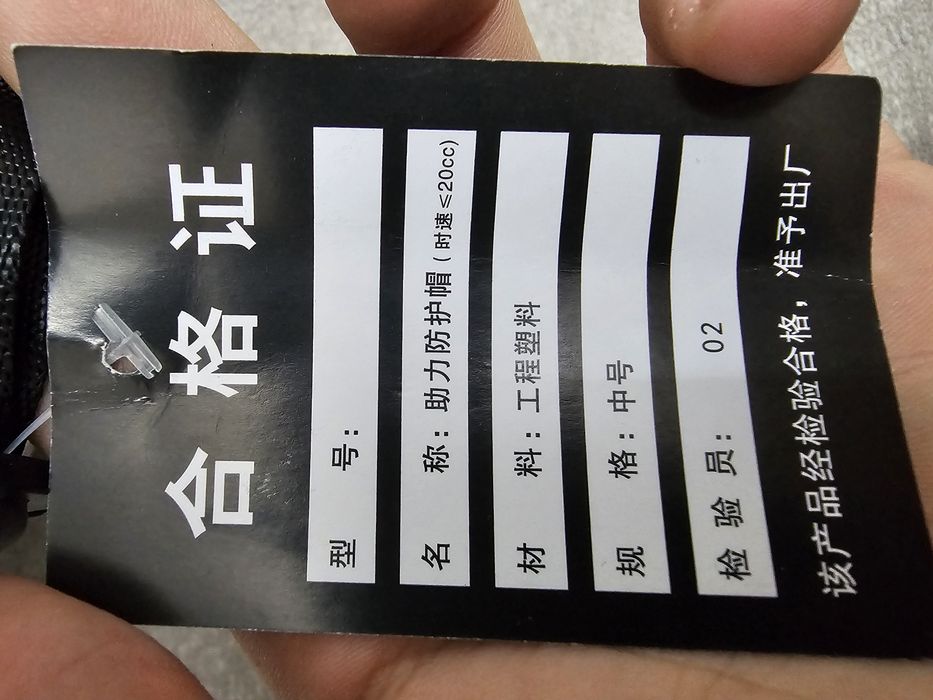 合格证
型号：
名称：助力防护帽（时速≤20cc）
材料：工程塑料
规格：中号
检验员：02
该产品经检验合格，准予出厂